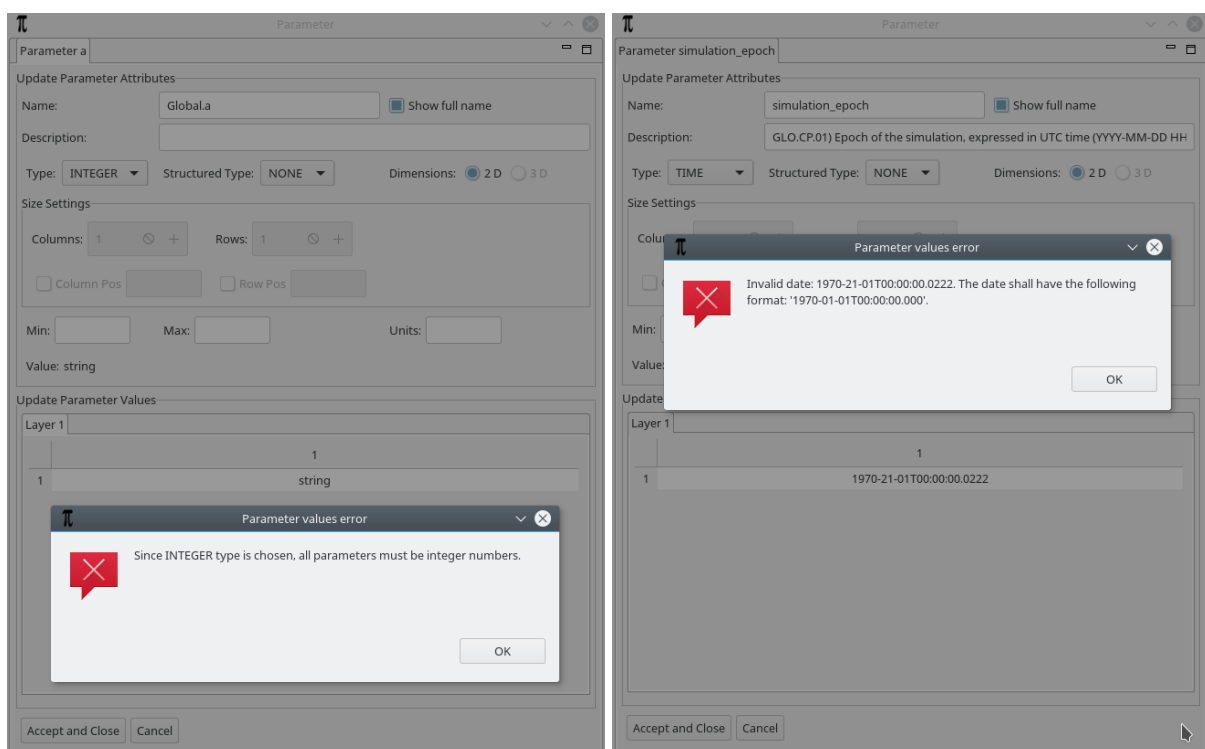 π Parameter
Parameter a
Update Parameter Attributes
Name: Global.a Show full name
Description:
Type: INTEGER Structured Type: NONE Dimensions: 2 D 3 D
Size Settings
Columns: 1 + Rows: 1 +
Column Pos Row Pos
Min: Max: Units:
Value: string
Update Parameter Values
Layer 1
1
1 string
π Parameter values error
Since INTEGER type is chosen, all parameters must be integer numbers.
OK
Accept and Close Cancel
π Parameter
Parameter simulation_epoch
Update Parameter Attributes
Name: simulation_epoch Show full name
Description: GLO.CP.01) Epoch of the simulation, expressed in UTC time (YYYY-MM-DD HH
Type: TIME Structured Type: NONE Dimensions: 2 D 3 D
Size Settings
Colu
π Parameter values error
Invalid date: 1970-21-01T00:00:00.0222. The date shall have the following
format: '1970-01-01T00:00:00.000'.
OK
Min:
Value:
Update
Layer 1
1
1 1970-21-01T00:00:00.0222
Accept and Close Cancel